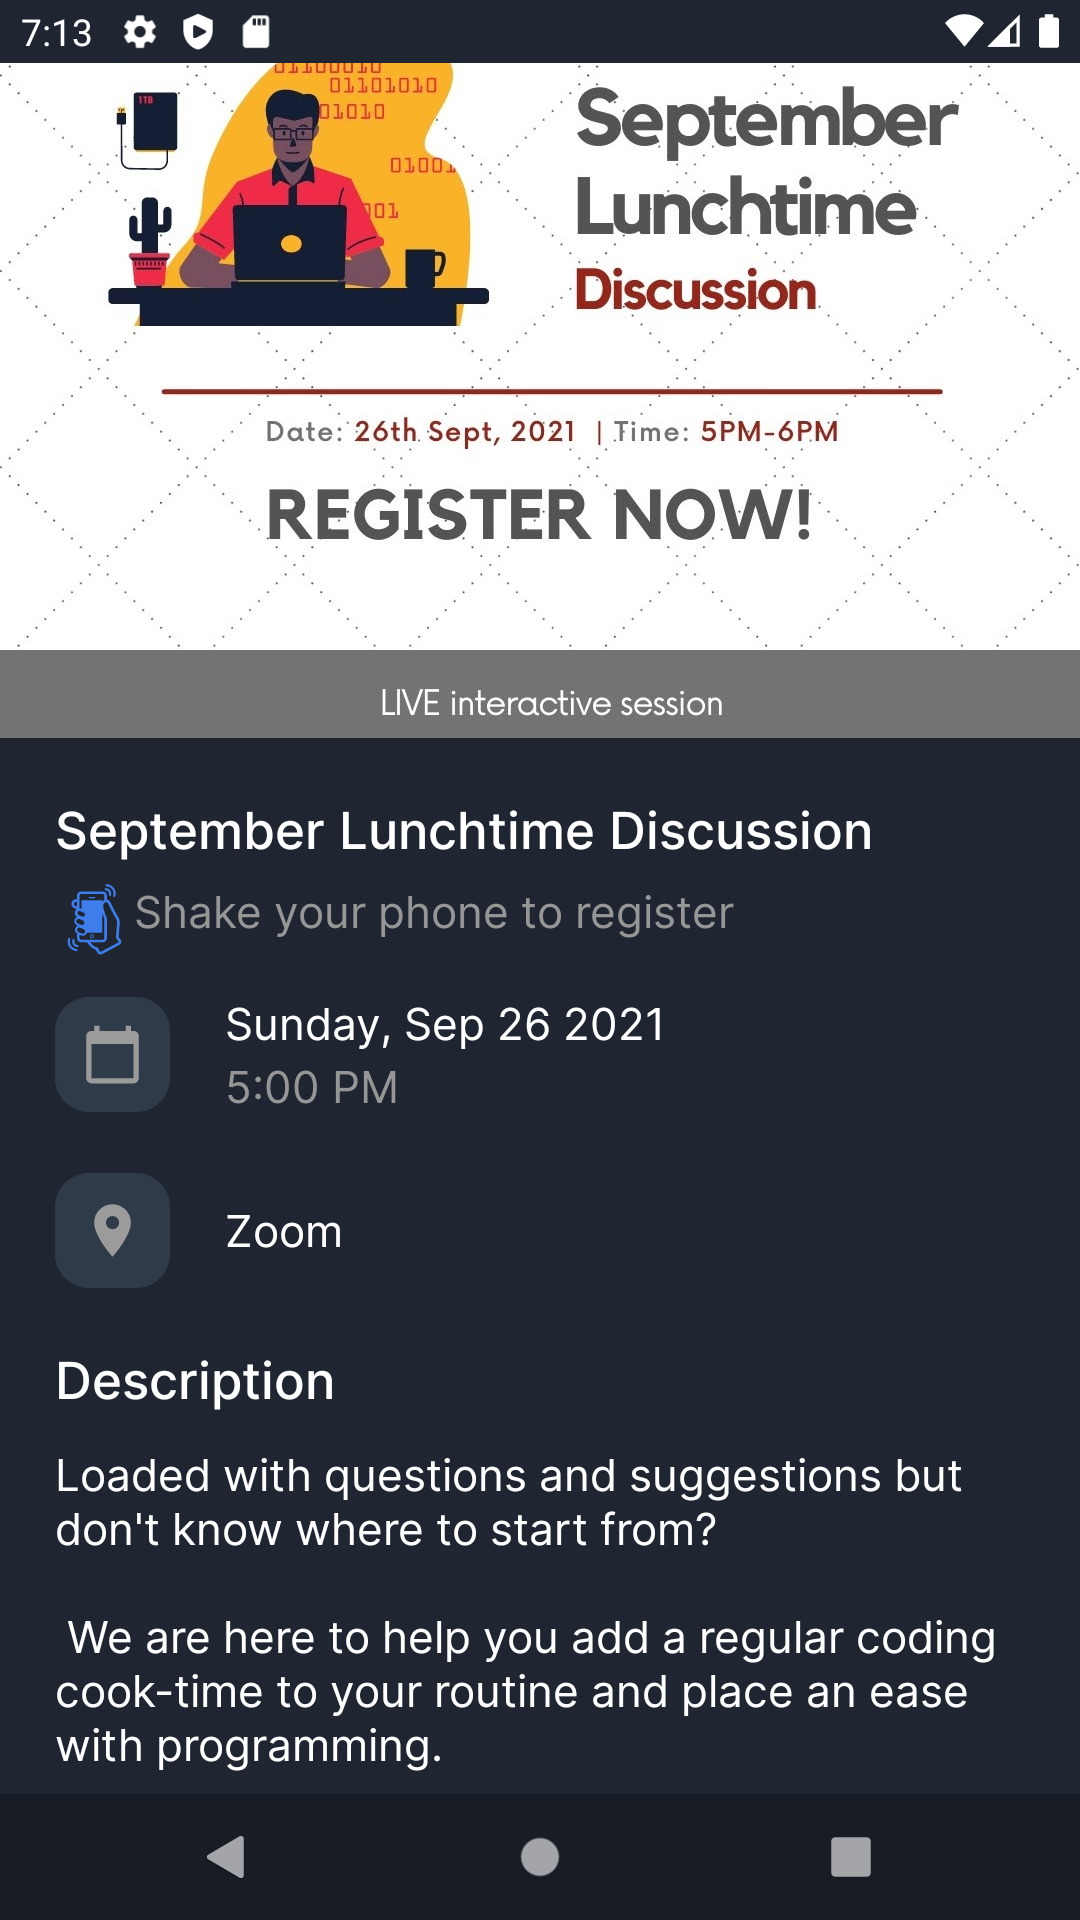 7:13
01100010
01101010
01010
1TB
September
Lunchtime
Discussion
Date: 26th Sept, 2021 | Time: 5PM-6PM
REGISTER NOW!
LIVE interactive session
September Lunchtime Discussion
Shake your phone to register
Sunday, Sep 26 2021
5:00 PM
Zoom
Description
Loaded with questions and suggestions but
don't know where to start from?
We are here to help you add a regular coding
cook-time to your routine and place an ease
with programming.